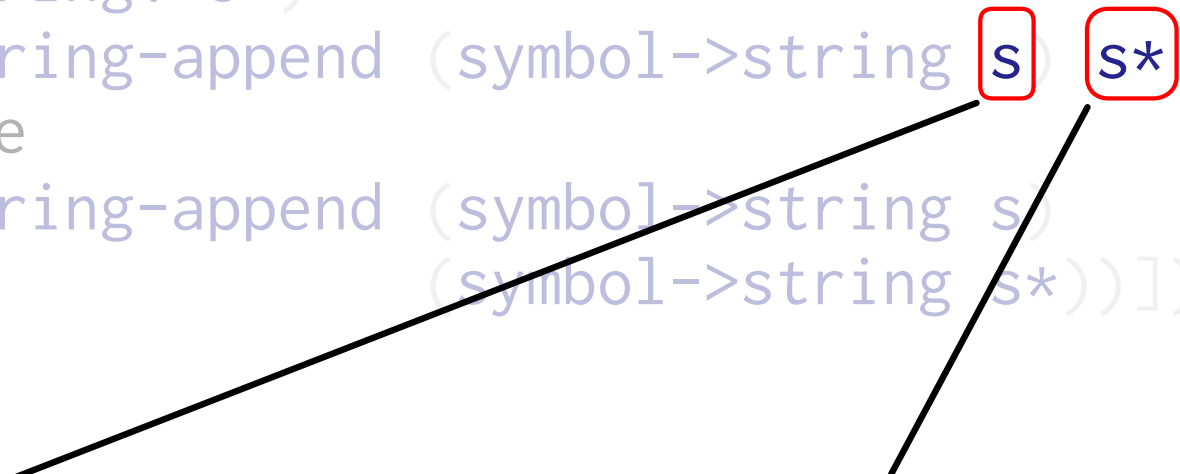 ring-append (symbol->string s) s*
e
ring-append (symbol->string s)
(symbol->string s*))])